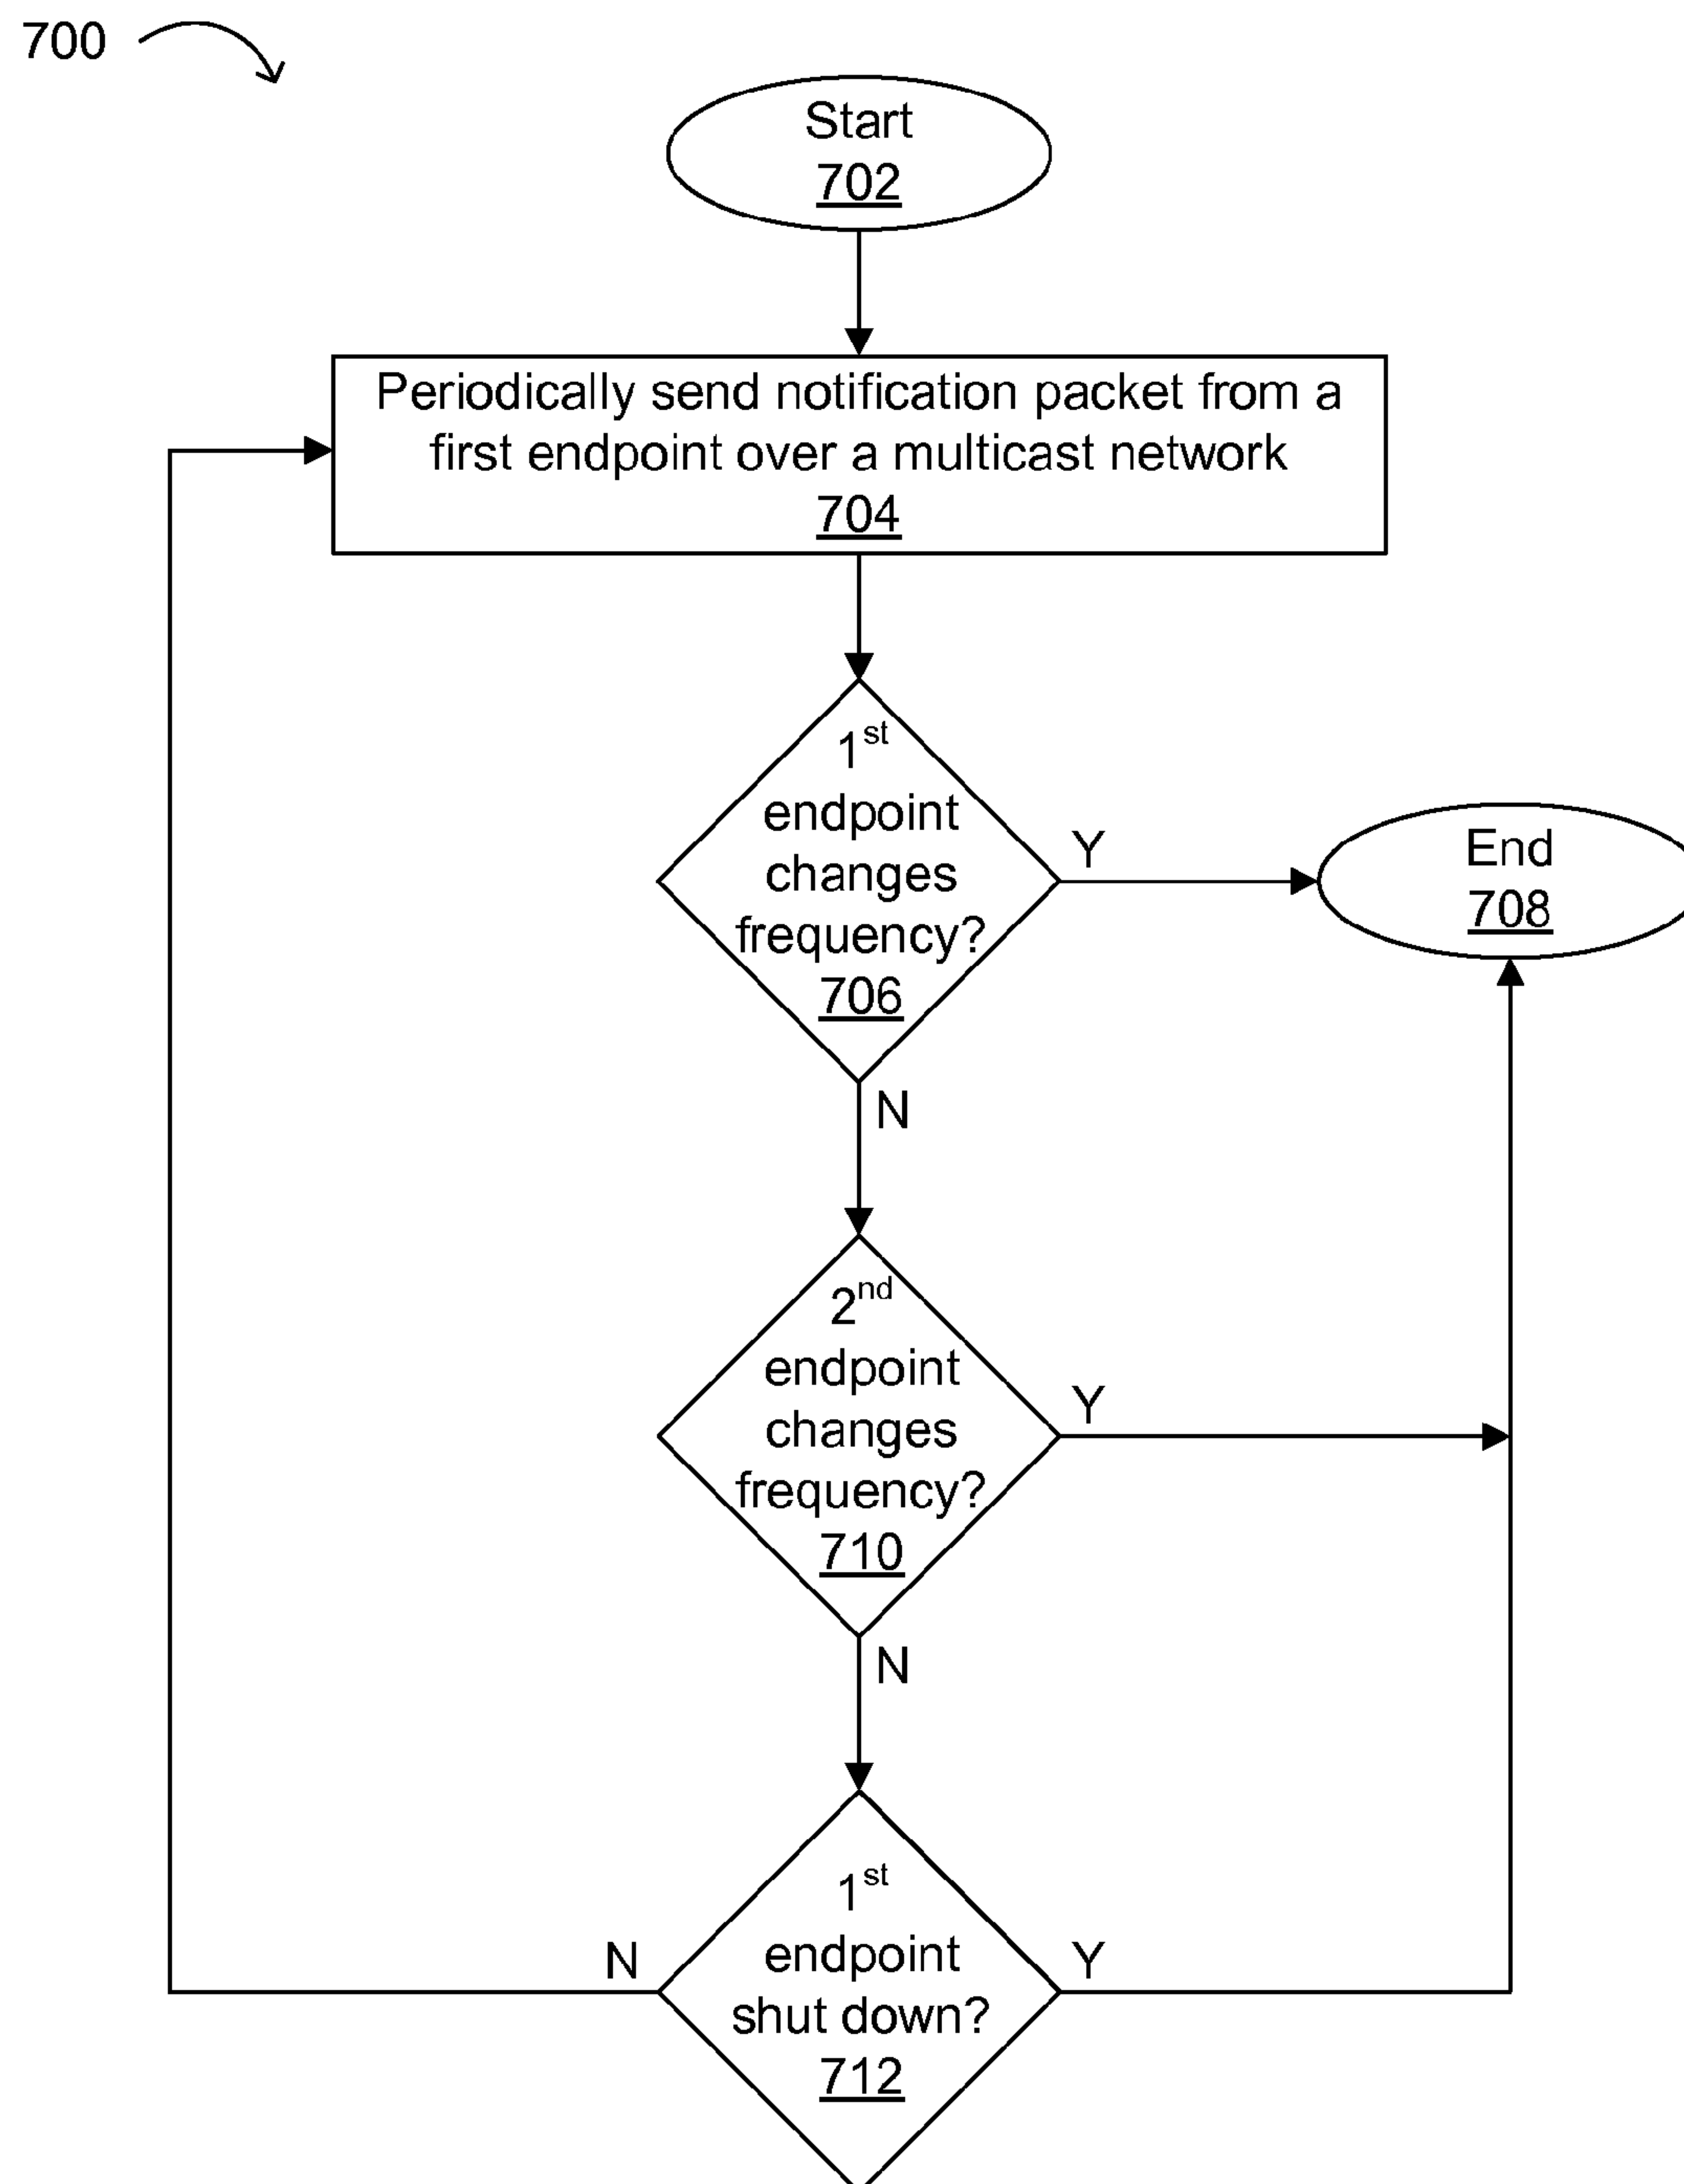 700
Start
702
Periodically send notification packet from a
first endpoint over a multicast network
704
1st
endpoint
changes
frequency?
706
Y
End
708
N
2nd
endpoint
changes
frequency?
710
Y
N
1st
endpoint
shut down?
712
N
Y